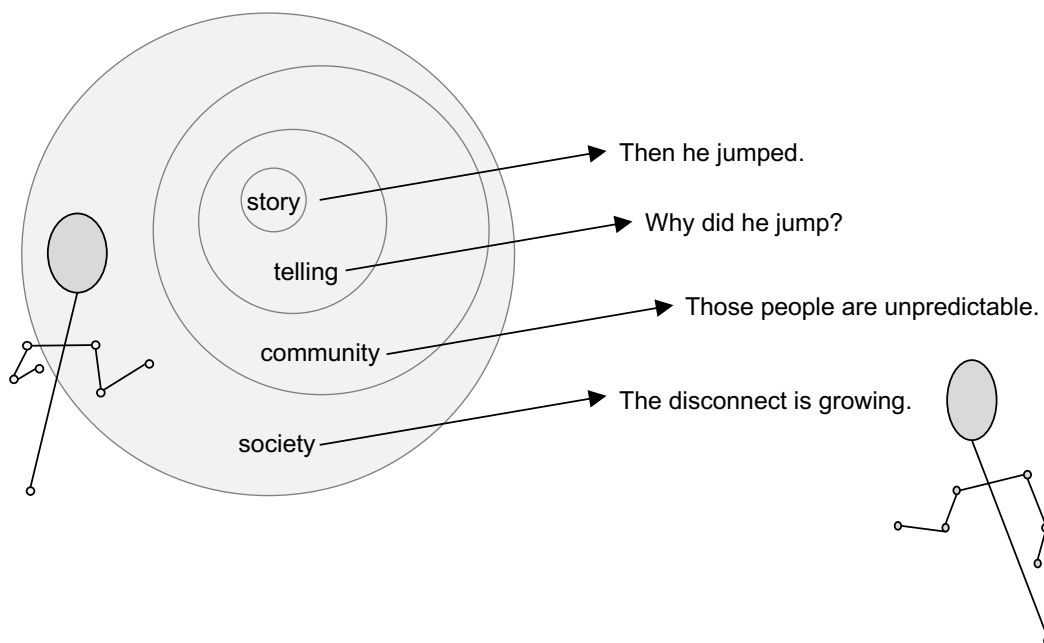 story
Then he jumped.
telling
Why did he jump?
community
Those people are unpredictable.
society
The disconnect is growing.